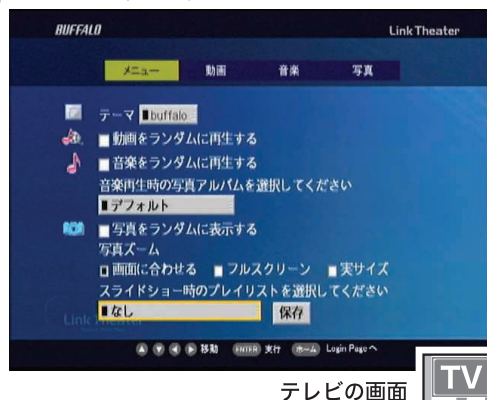 BUFFALO LinkTheater
メニュー 動画 音楽 写真
テーマ buffalo
動画をランダムに再生する
音楽をランダムに再生する
音楽再生時の写真アルバムを選択してください
デフォルト
写真をランダムに表示する
写真ズーム
画面に合わせる フルスクリーン 実サイズ
スライドショー時のプレイリストを選択してください
なし 保存
Link Theater
移動 ENTER 実行 ホーム Login Pageへ
テレビの画面 TV